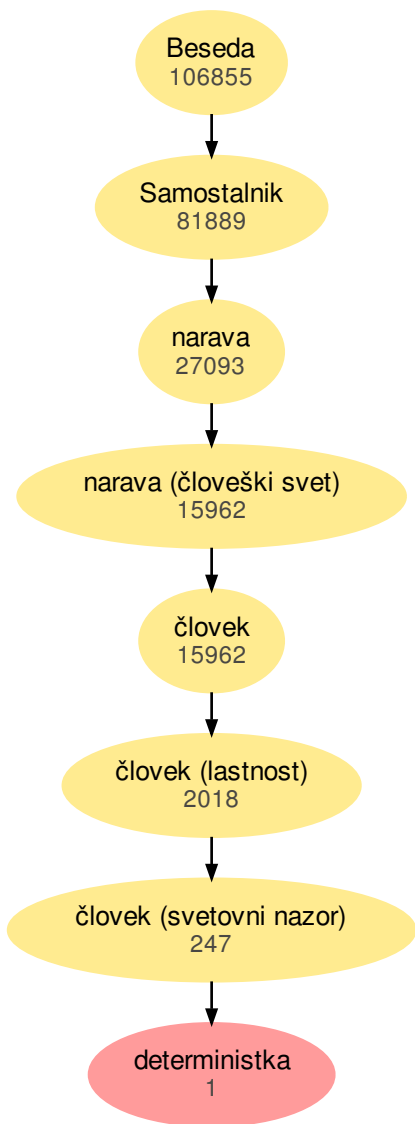 Beseda
106855
Samostalnik
81889
narava
27093
narava (človeški svet)
15962
človek
15962
človek (lastnost)
2018
človek (svetovni nazor)
247
deterministka
1